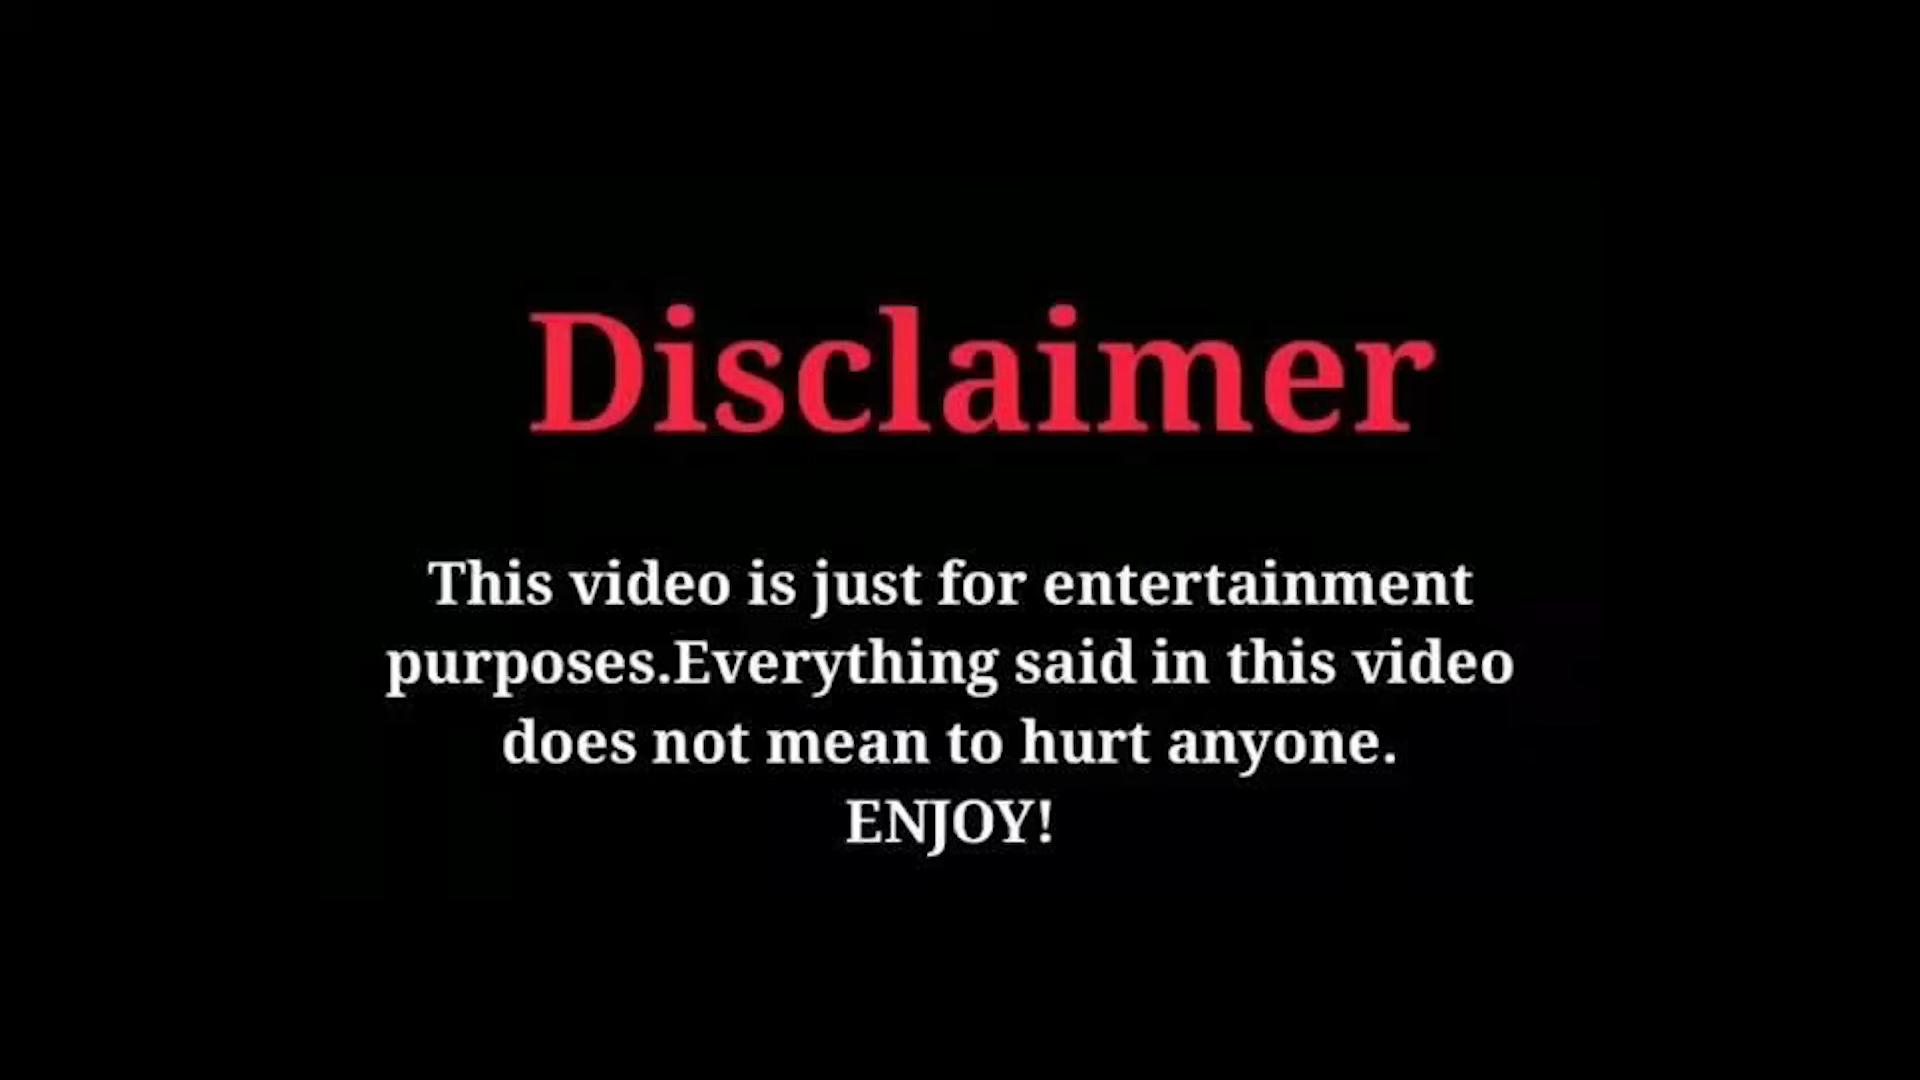 Disclaimer
This video is just for entertainment
purposes.Everything said in this video
does not mean to hurt anyone.
ENJOY!